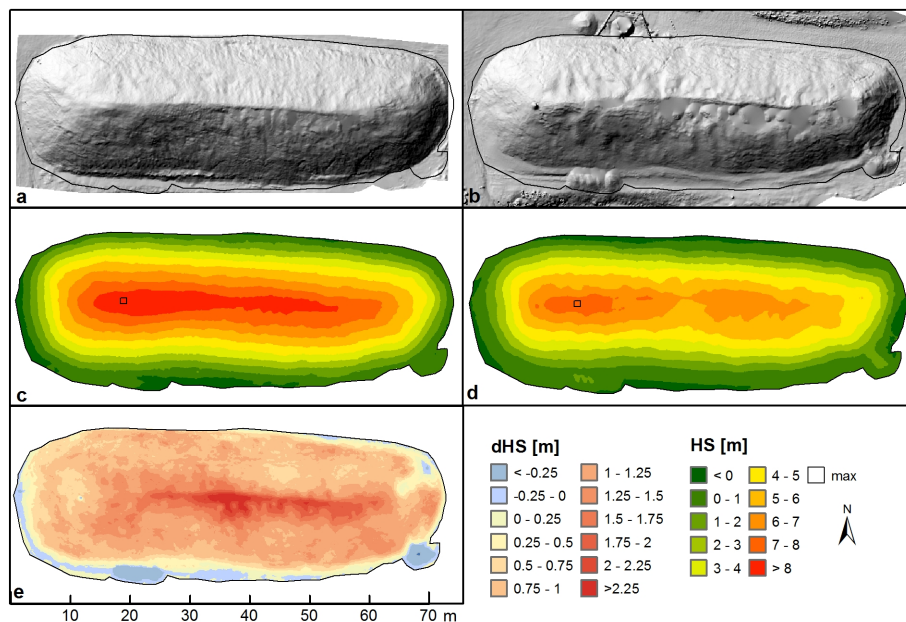 a
b
c
d
e
dHS [m]
< -0.25
-0.25 - 0
0 - 0.25
0.25 - 0.5
0.5 - 0.75
0.75 - 1
1 - 1.25
1.25 - 1.5
1.5 - 1.75
1.75 - 2
2 - 2.25
>2.25
HS [m]
< 0
0 - 1
1 - 2
2 - 3
3 - 4
4 - 5
5 - 6
6 - 7
7 - 8
> 8
max
N
10 20 30 40 50 60 70 m